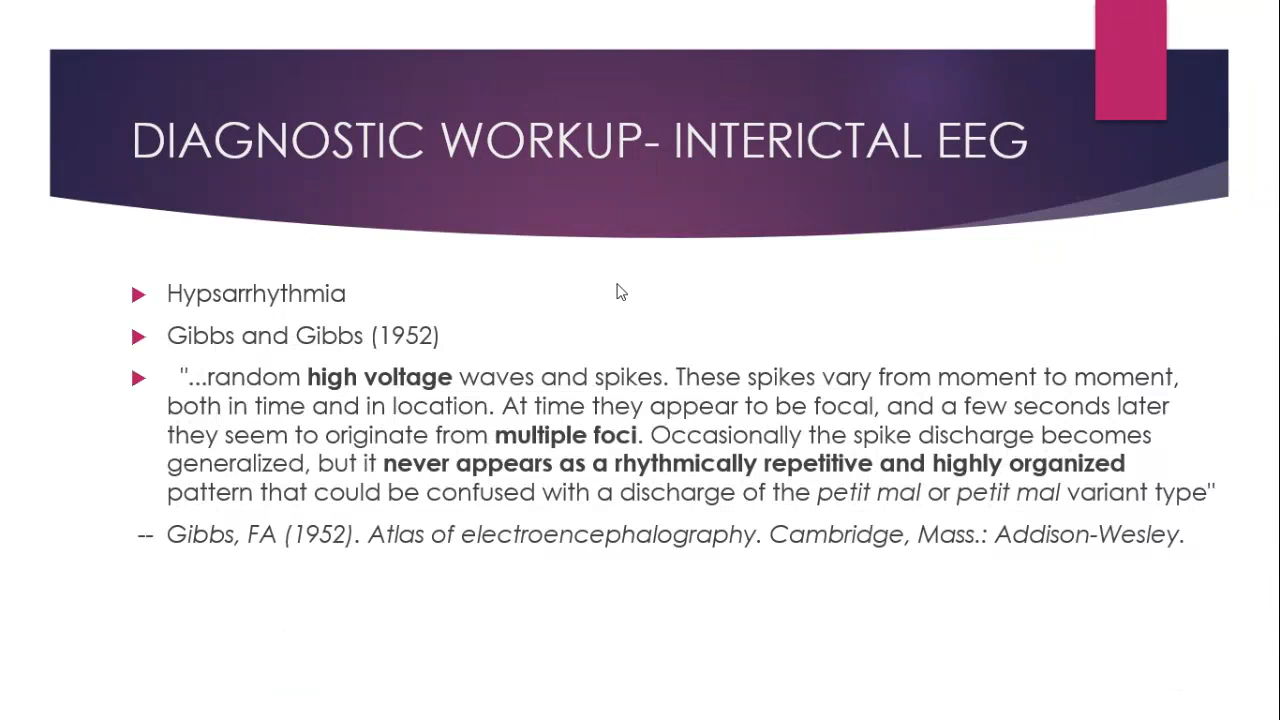 DIAGNOSTIC WORKUP- INTERICTAL EEG
Hypsarrhythmia
Gibbs and Gibbs (1952)
"...random high voltage waves and spikes. These spikes vary from moment to moment,
both in time and in location. At time they appear to be focal, and a few seconds later
they seem to originate from multiple foci. Occasionally the spike discharge becomes
generalized, but it never appears as a rhythmically repetitive and highly organized
pattern that could be confused with a discharge of the petit mal or petit mal variant type"
-- Gibbs, FA (1952). Atlas of electroencephalography. Cambridge, Mass.: Addison-Wesley.